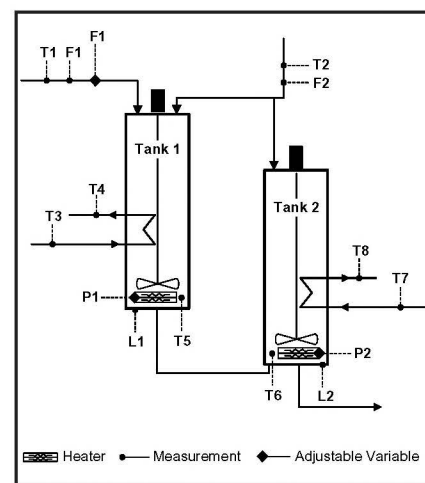 F1
T1 F1
T2
F2
Tank 1
T4
Tank 2
T3
T8
T7
P1
L1 T5
P2
T6 L2
Heater Measurement Adjustable Variable